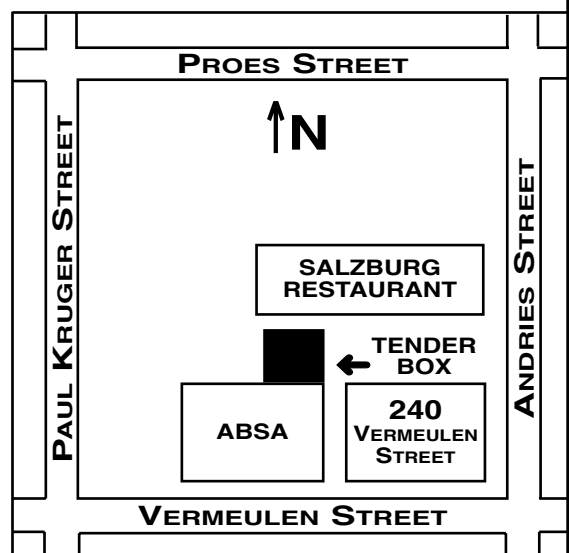 PROES STREET
N
PAUL KRUGER STREET
ANDRIES STREET
SALZBURG
RESTAURANT
TENDER
BOX
ABSA
240
VERMEULEN
STREET
VERMEULEN STREET